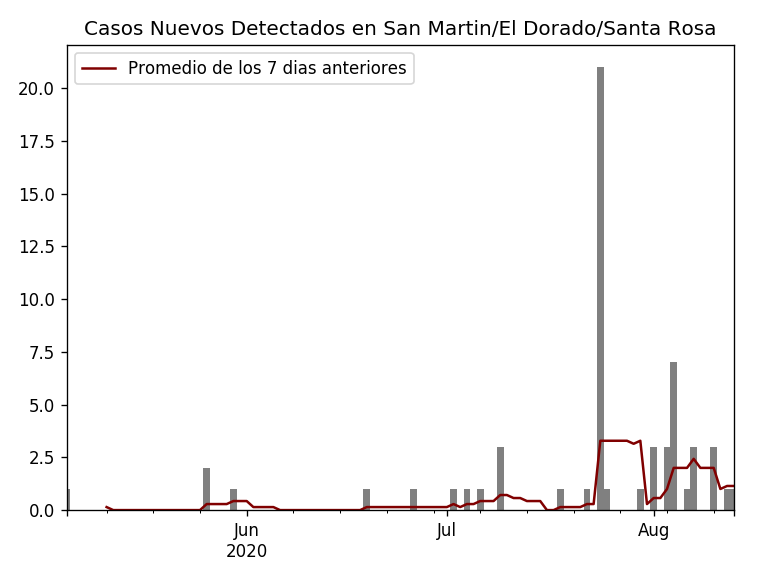 Casos Nuevos Detectados en San Martin/El Dorado/Santa Rosa
Promedio de los 7 dias anteriores
20.0
17.5
15.0
12.5
10.0
7.5
5.0
2.5
0.0
Jun
2020
Jul
Aug